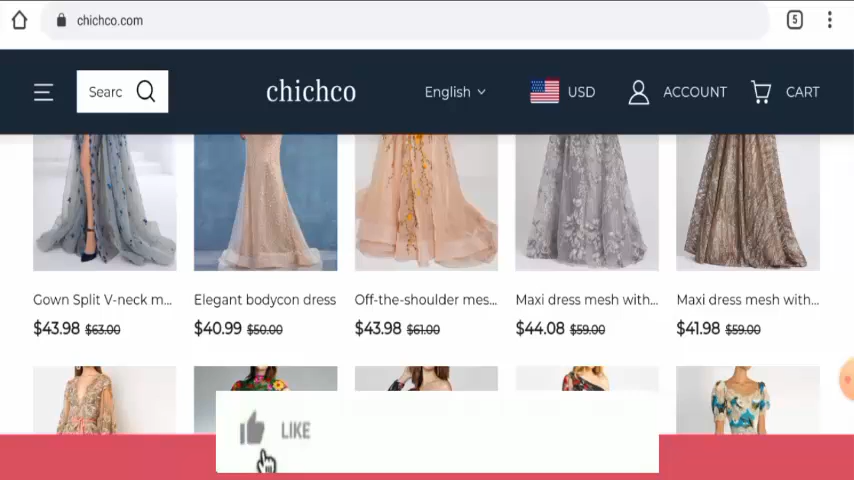 chichco.com
5
Searc
chichco
English
USD
ACCOUNT
CART
Gown Split V-neck m...
Elegant bodycon dress
Off-the-shoulder mes...
Maxi dress mesh with...
Maxi dress mesh with...
$43.98 $63.00
$40.99 $50.00
$43.98 $61.00
$44.08 $59.00
$41.98 $59.00
LIKE